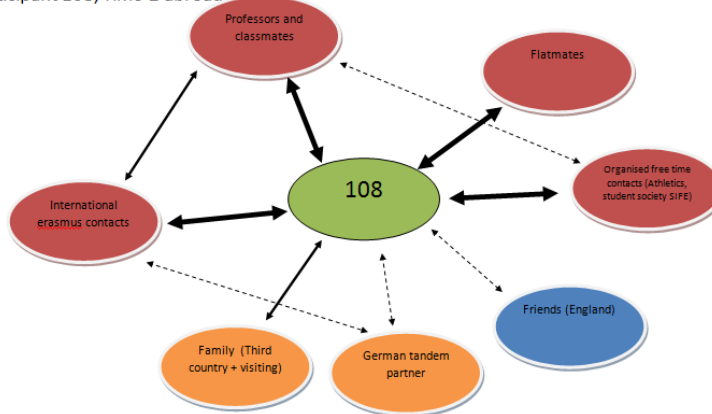 Professors and
classmates
Flatmates
108
Organised free time
contacts (Athletics,
student society SIFE)
International
erasmus contacts
Friends (England)
Family (Third
country + visiting)
German tandem
partner